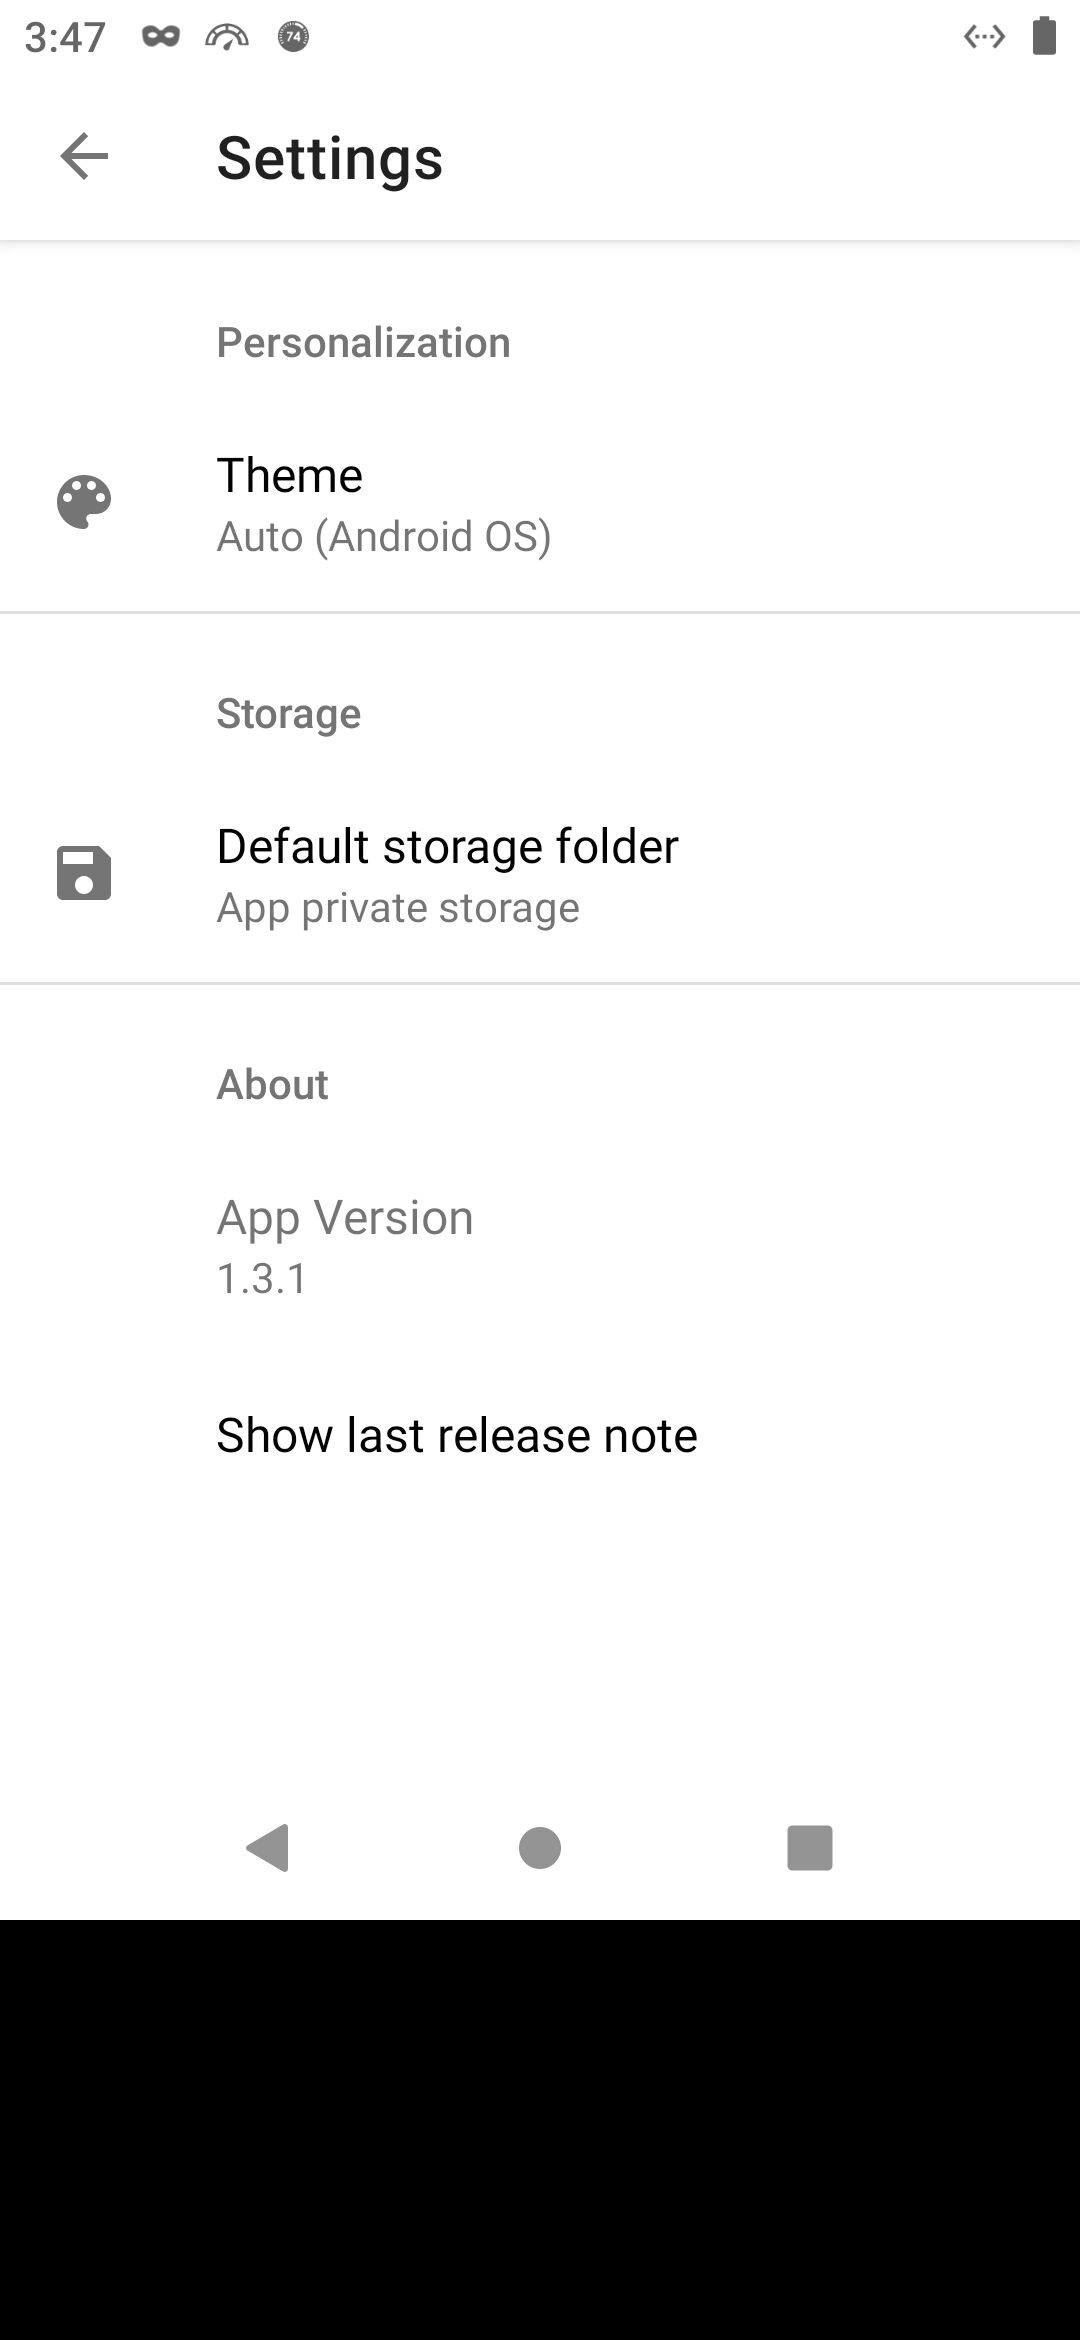 3:47
74
Settings
Personalization
Theme
Auto (Android OS)
Storage
Default storage folder
App private storage
About
App Version
1.3.1
Show last release note